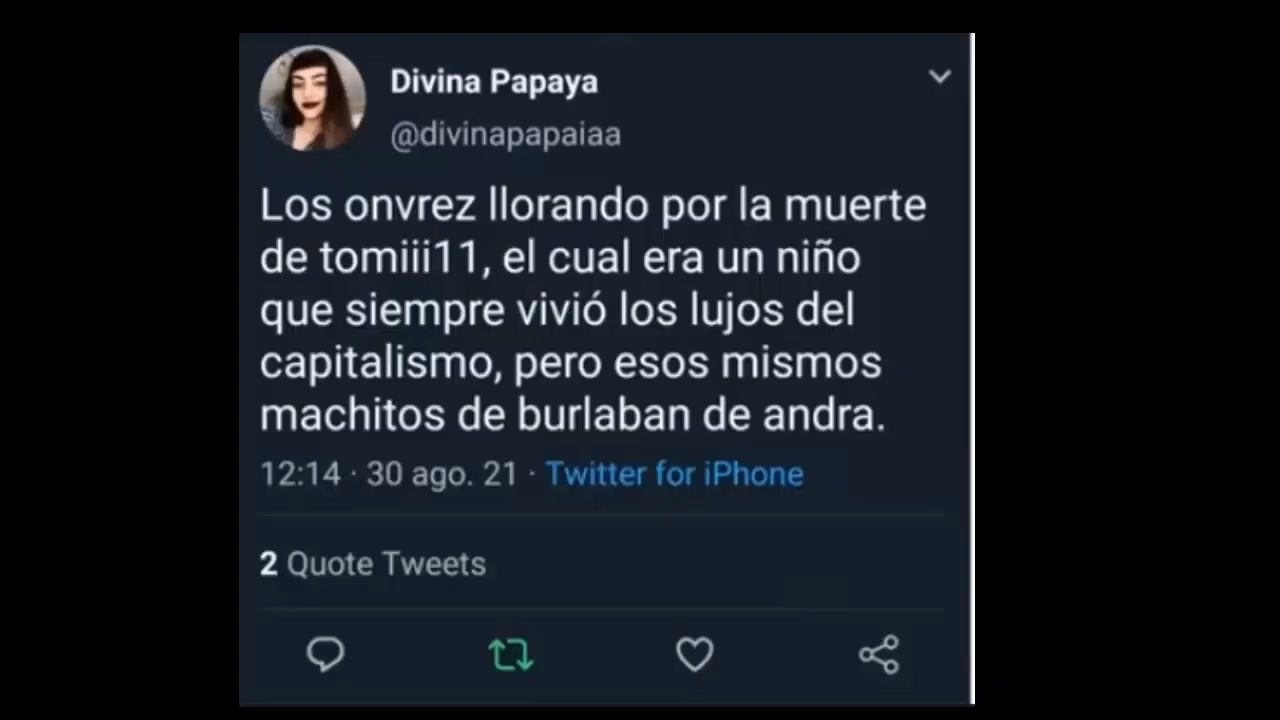 Divina Papaya
@divinapapaiaa
Los onvrez llorando por la muerte
de tomiii11, el cual era un niño
que siempre vivió los lujos del
capitalismo, pero esos mismos
machitos de burlaban de andra.
12:14 · 30 ago. 21 · Twitter for iPhone
2 Quote Tweets